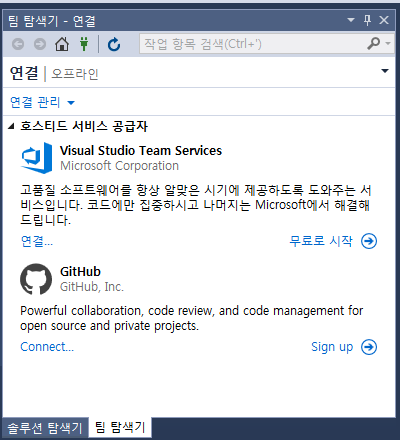 팀 탐색기 - 연결
작업 항목 검색(Ctrl+')
연결 | 오프라인
연결 관리
호스티드 서비스 공급자
Visual Studio Team Services
Microsoft Corporation
고품질 소프트웨어를 항상 알맞은 시기에 제공하도록 도와주는 서
비스입니다. 코드에만 집중하시고 나머지는 Microsoft에서 해결해
드립니다.
연결...
무료로 시작
GitHub
GitHub, Inc.
Powerful collaboration, code review, and code management for
open source and private projects.
Connect...
Sign up
솔루션 탐색기
팀 탐색기